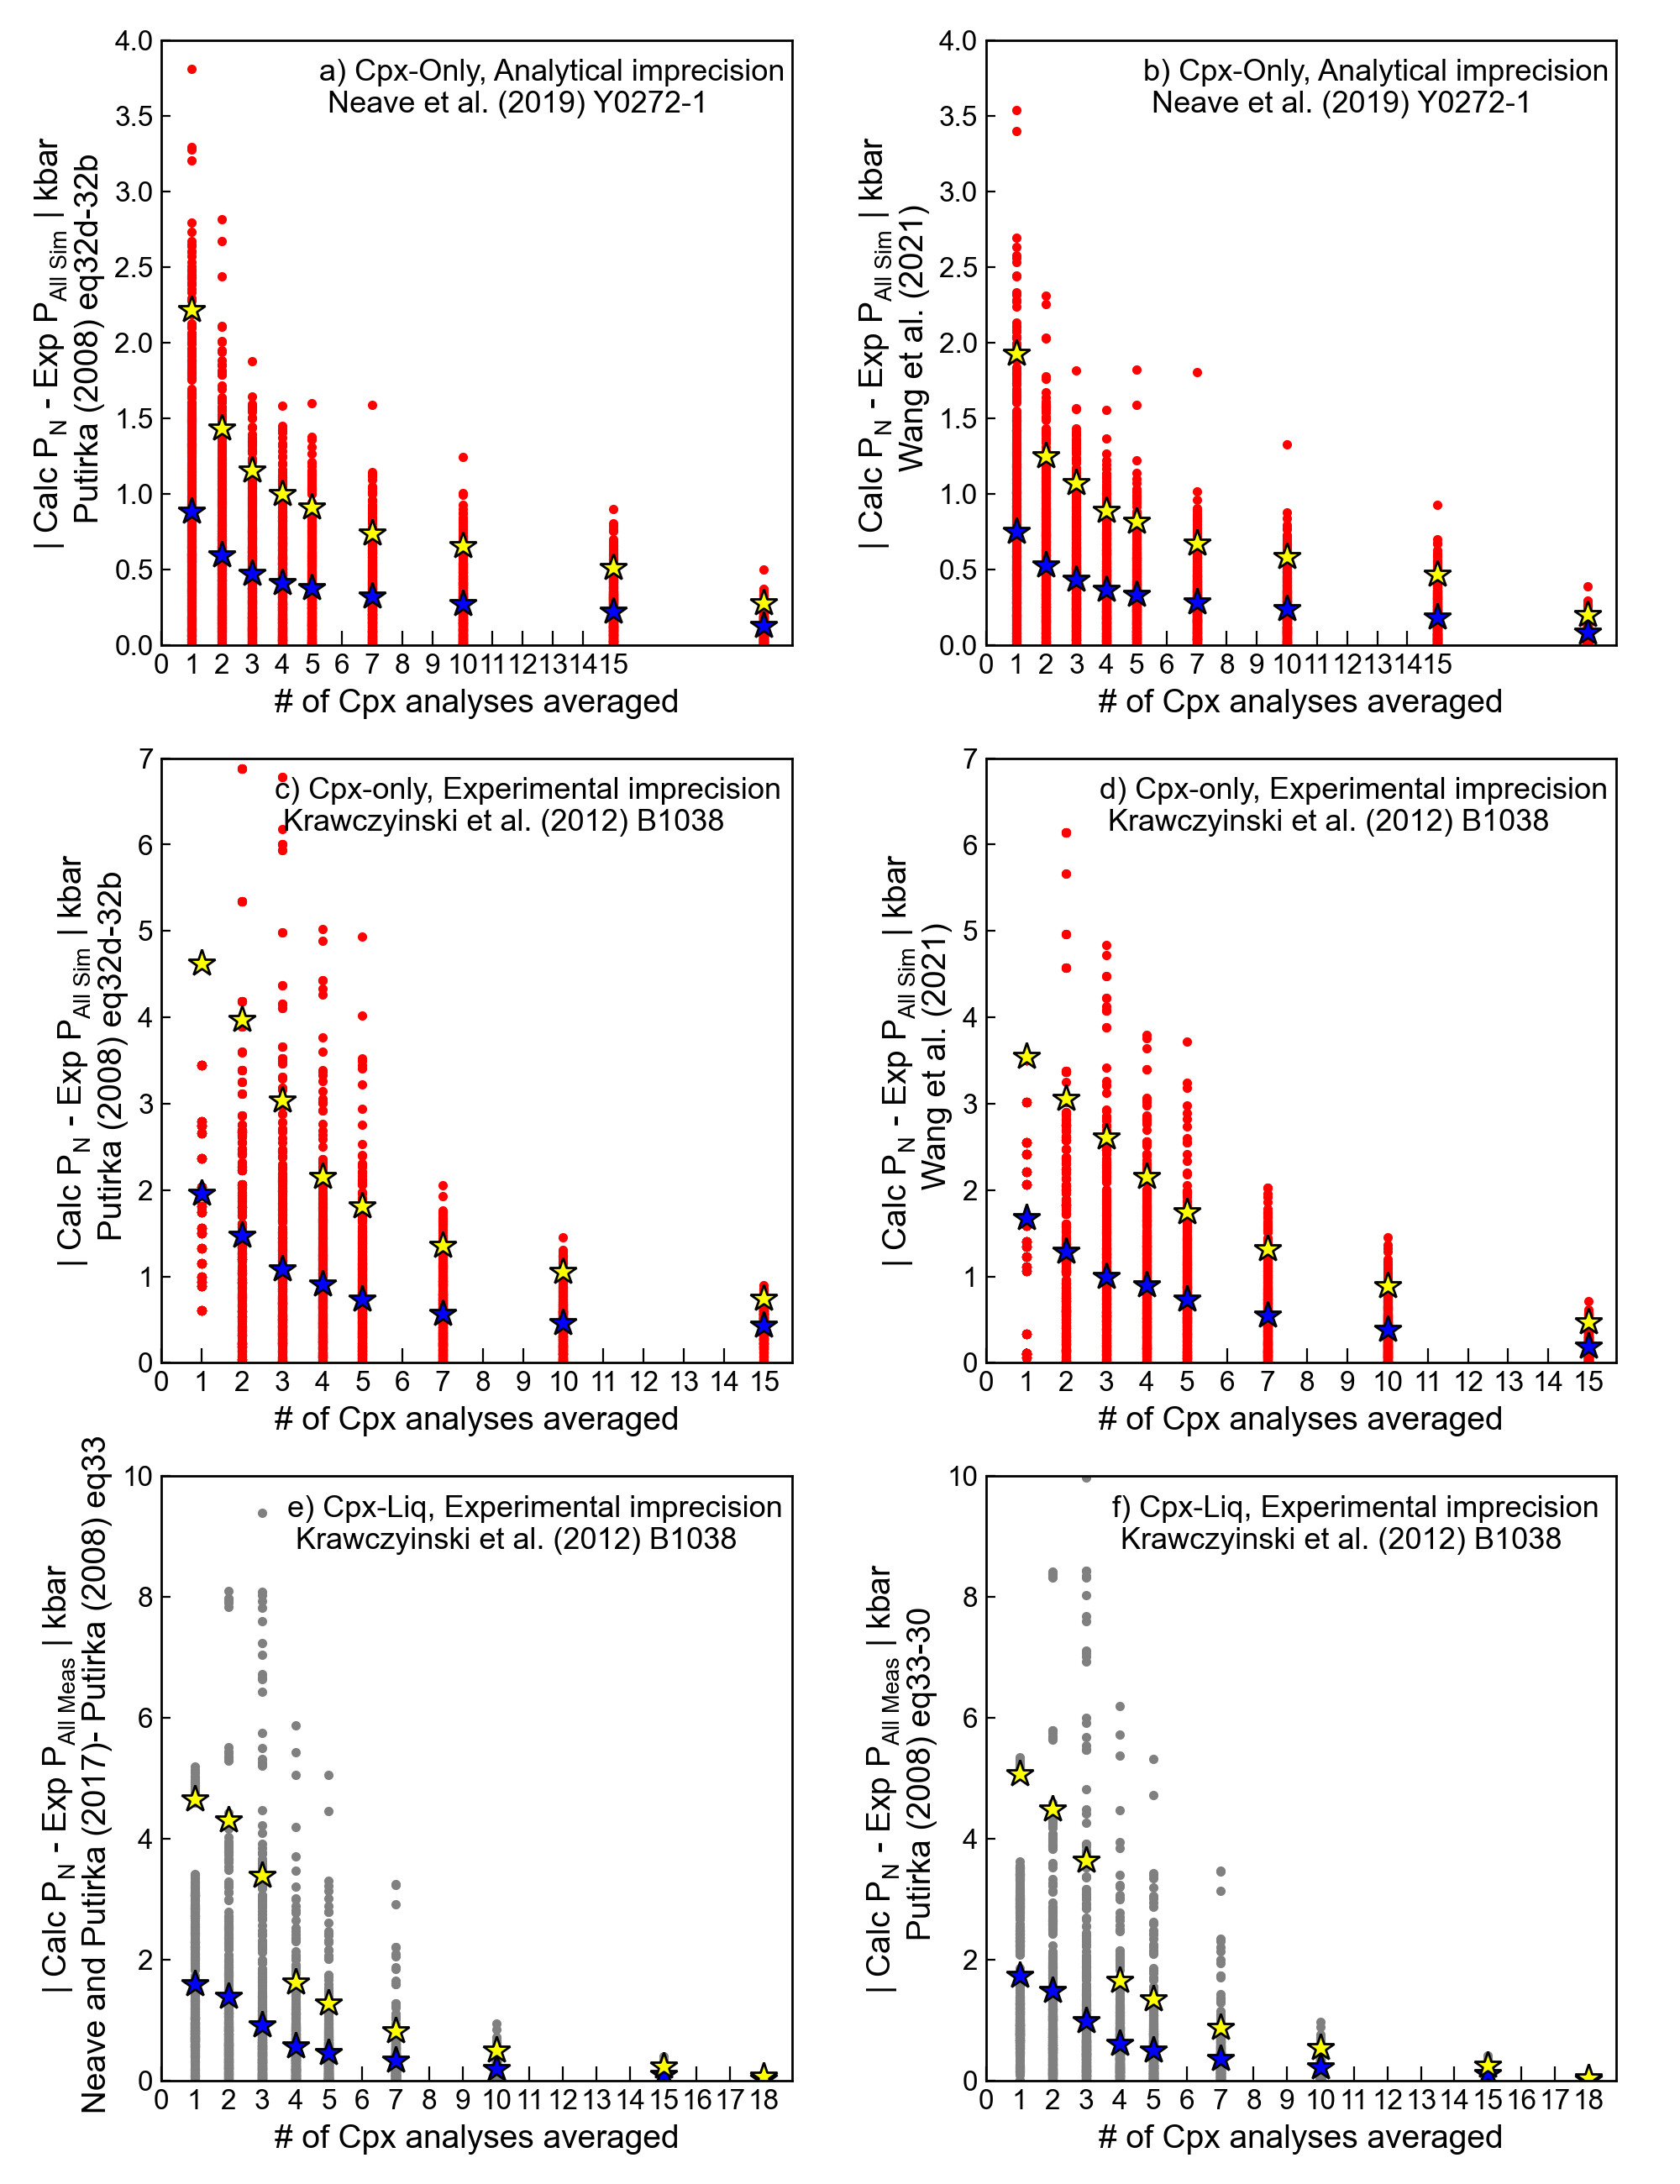 a) Cpx-Only, Analytical imprecision
Neave et al. (2019) Y0272-1
| Calc P_N - Exp P_All Sim | kbar
Putirka (2008) eq32d-32b
4.0
3.5
3.0
2.5
2.0
1.5
1.0
0.5
0.0
0 1 2 3 4 5 6 7 8 9 10 11 12 13 14 15
# of Cpx analyses averaged
b) Cpx-Only, Analytical imprecision
Neave et al. (2019) Y0272-1
| Calc P_N - Exp P_All Sim | kbar
Wang et al. (2021)
4.0
3.5
3.0
2.5
2.0
1.5
1.0
0.5
0.0
0 1 2 3 4 5 6 7 8 9 10 11 12 13 14 15
# of Cpx analyses averaged
c) Cpx-only, Experimental imprecision
Krawczyinski et al. (2012) B1038
| Calc P_N - Exp P_All Sim | kbar
Putirka (2008) eq32d-32b
7
6
5
4
3
2
1
0
0 1 2 3 4 5 6 7 8 9 10 11 12 13 14 15
# of Cpx analyses averaged
d) Cpx-only, Experimental imprecision
Krawczyinski et al. (2012) B1038
| Calc P_N - Exp P_All Sim | kbar
Wang et al. (2021)
7
6
5
4
3
2
1
0
0 1 2 3 4 5 6 7 8 9 10 11 12 13 14 15
# of Cpx analyses averaged
e) Cpx-Liq, Experimental imprecision
Krawczyinski et al. (2012) B1038
| Calc P_N - Exp P_All Meas | kbar
Neave and Putirka (2017)- Putirka (2008) eq33
10
8
6
4
2
0
0 1 2 3 4 5 6 7 8 9 10 11 12 13 14 15 16 17 18
# of Cpx analyses averaged
f) Cpx-Liq, Experimental imprecision
Krawczyinski et al. (2012) B1038
| Calc P_N - Exp P_All Meas | kbar
Putirka (2008) eq33-30
10
8
6
4
2
0
0 1 2 3 4 5 6 7 8 9 10 11 12 13 14 15 16 17 18
# of Cpx analyses averaged